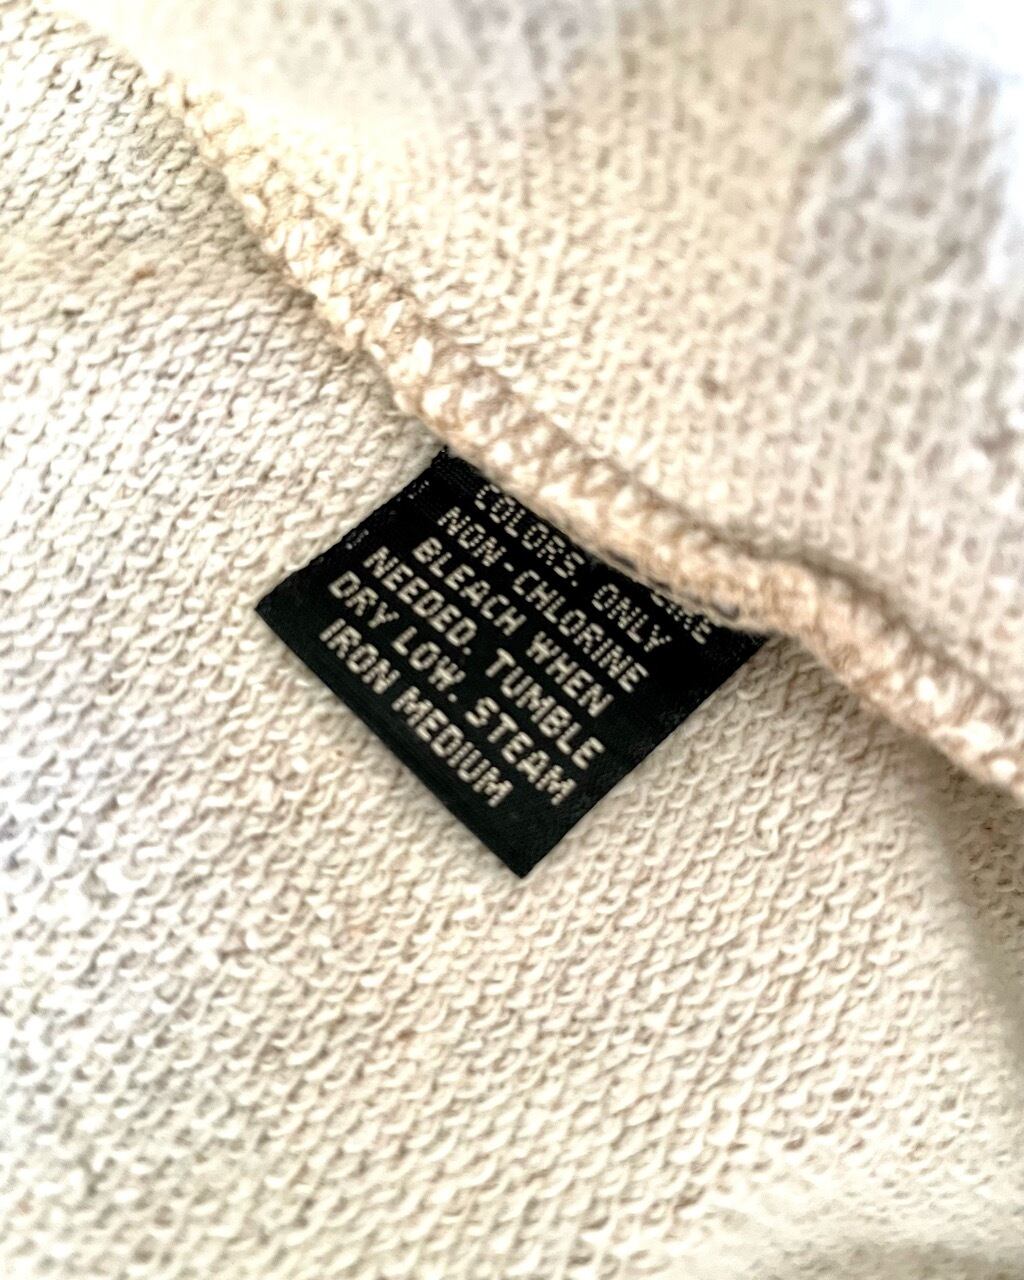 COLORS. ONLY
NON-CHLORINE
BLEACH WHEN
NEEDED. TUMBLE
DRY LOW. STEAM
IRON MEDIUM